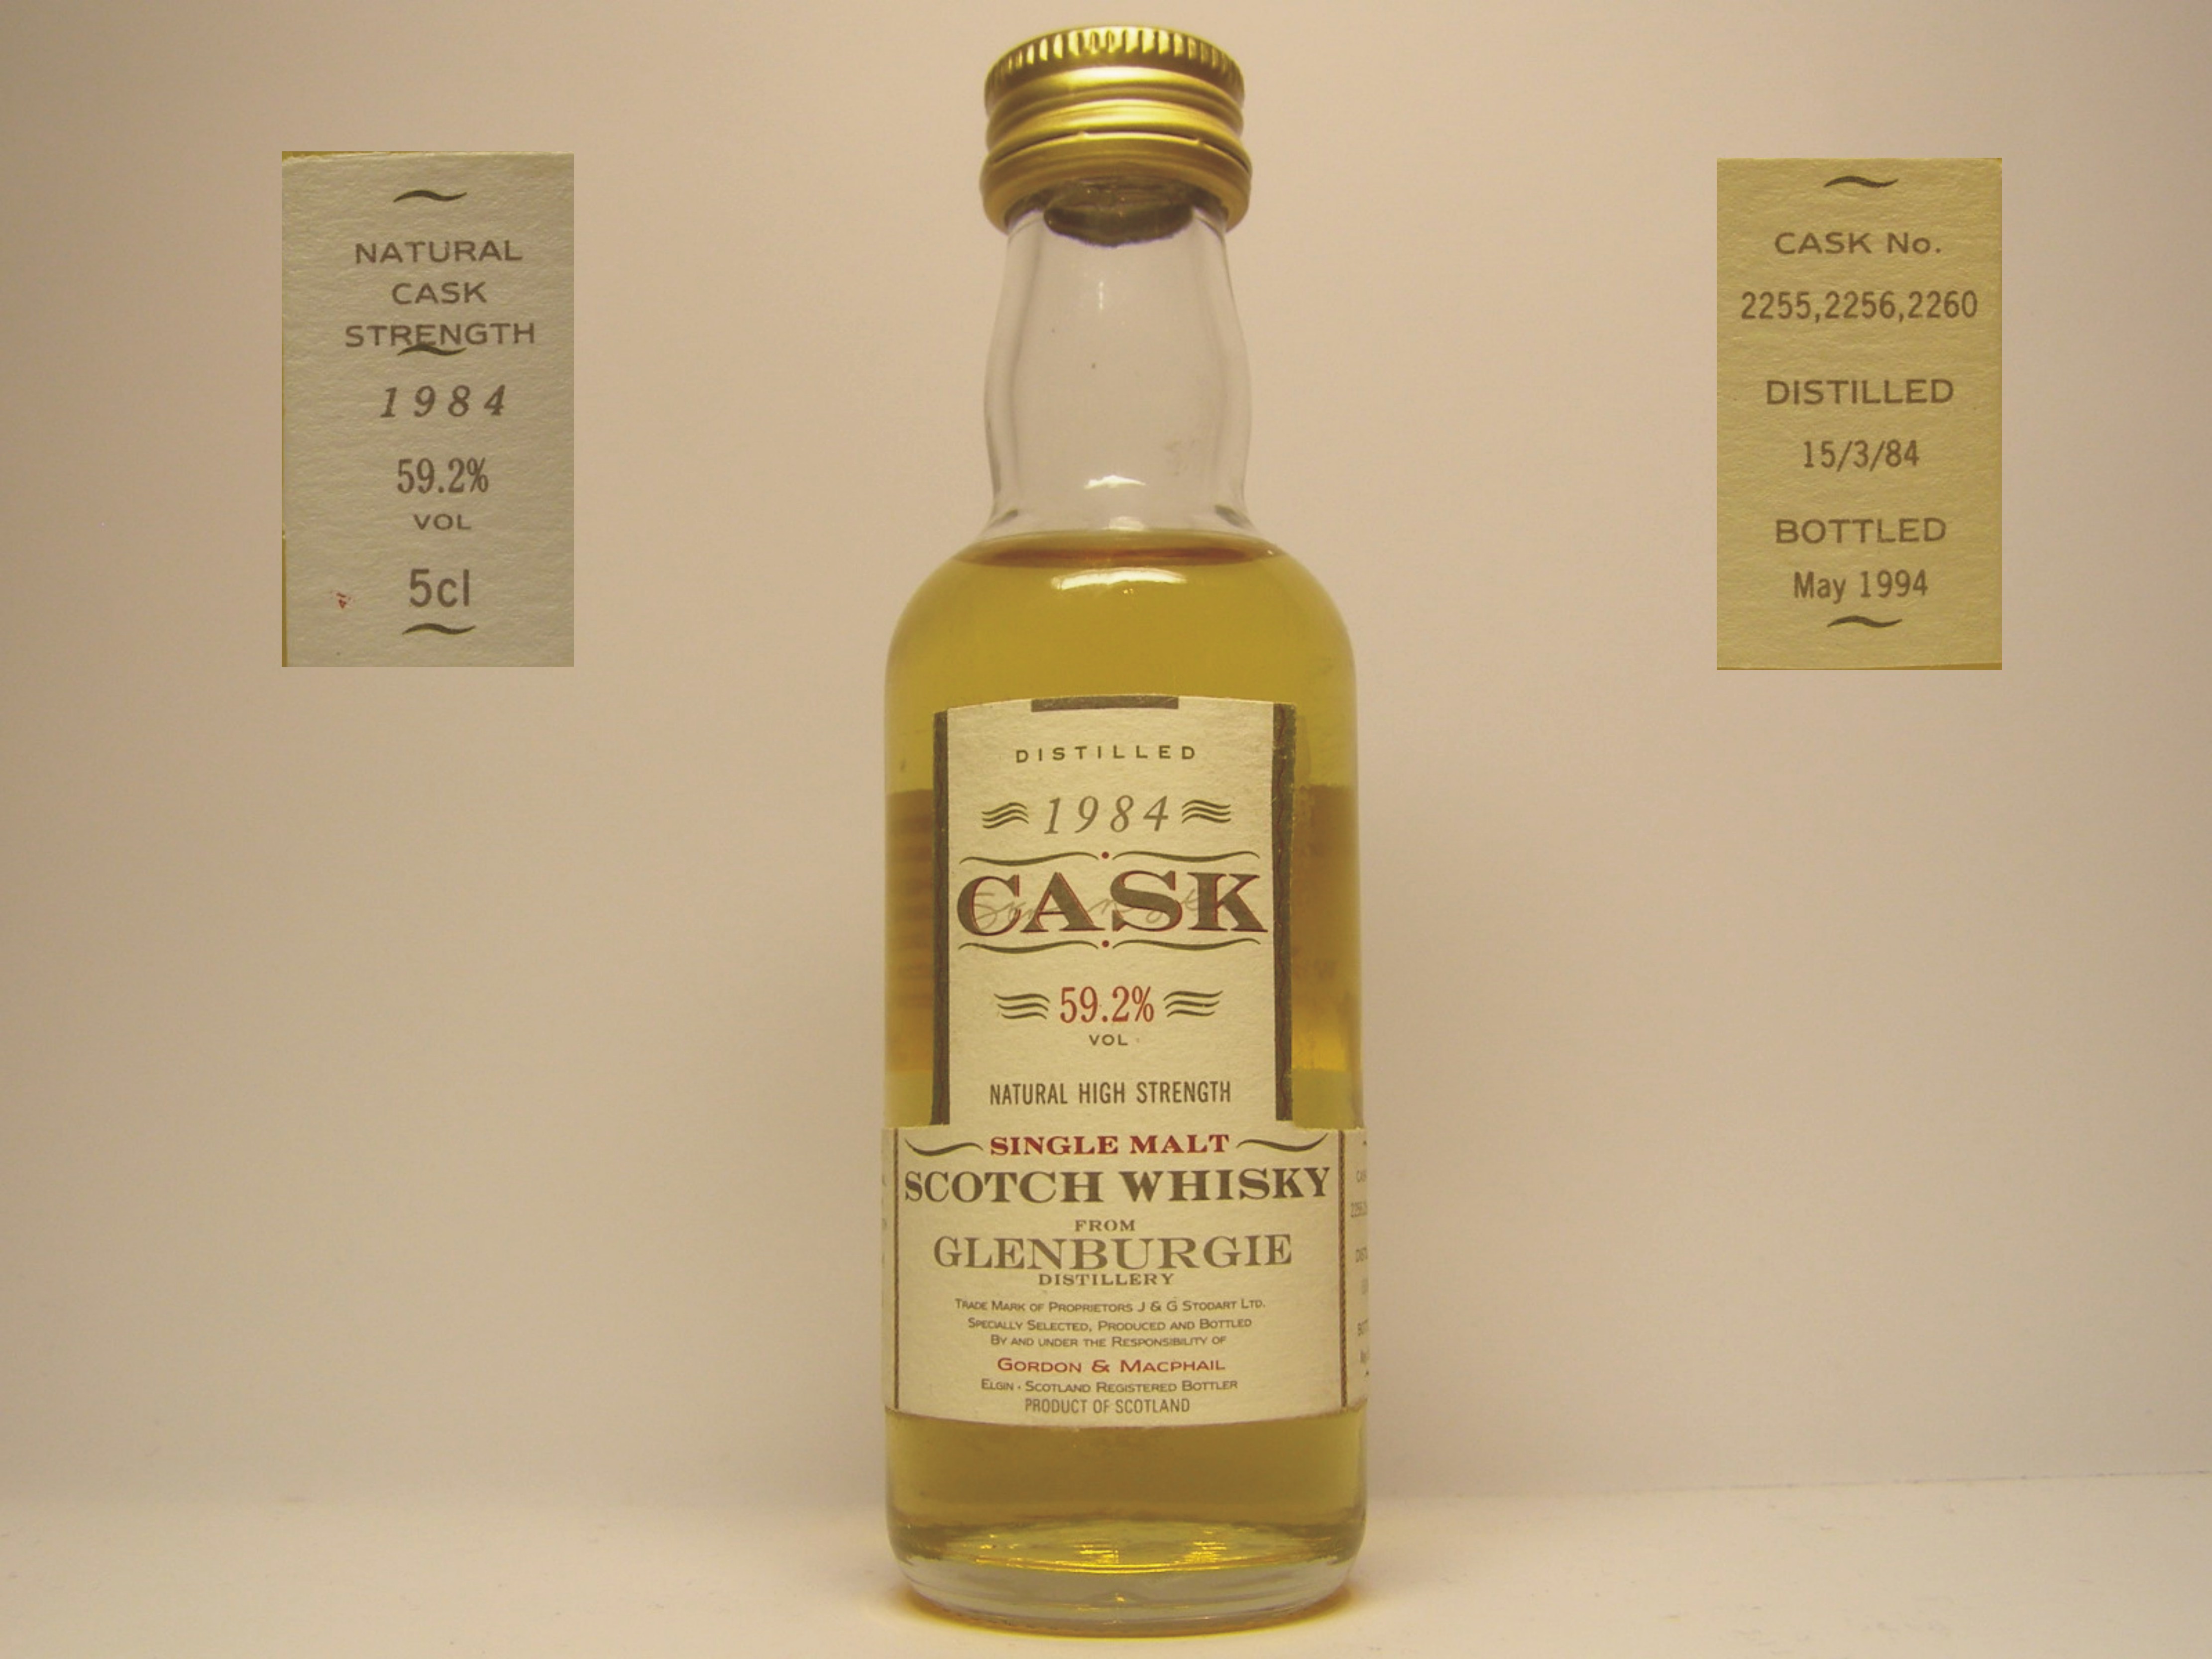 NATURAL
CASK
STRENGTH
1984
59.2%
VOL
5cl
CASK No.
2255,2256,2260
DISTILLED
15/3/84
BOTTLED
May 1994
DISTILLED
1984
CASK
59.2%
VOL
NATURAL HIGH STRENGTH
SINGLE MALT
SCOTCH WHISKY
FROM
GLENBURGIE
DISTILLERY
TRADE MARK OF PROPRIETORS J & G STODART LTD.
SPECIALLY SELECTED, PRODUCED AND BOTTLED
BY AND UNDER THE RESPONSIBILITY OF
GORDON & MACPHAIL
ELGIN · SCOTLAND REGISTERED BOTTLER
PRODUCT OF SCOTLAND